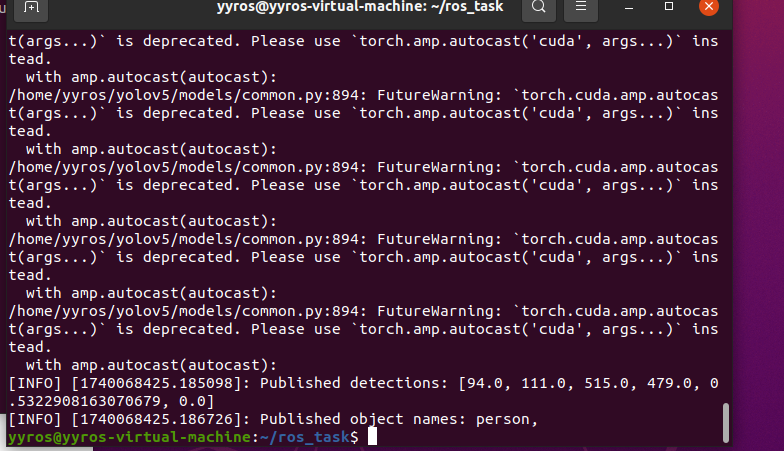 yyros@yyros-virtual-machine: ~/ros_task
t(args...)` is deprecated. Please use `torch.amp.autocast('cuda', args...)` ins
tead.
  with amp.autocast(autocast):
/home/yyros/yolov5/models/common.py:894: FutureWarning: `torch.cuda.amp.autocas
t(args...)` is deprecated. Please use `torch.amp.autocast('cuda', args...)` ins
tead.
  with amp.autocast(autocast):
/home/yyros/yolov5/models/common.py:894: FutureWarning: `torch.cuda.amp.autocas
t(args...)` is deprecated. Please use `torch.amp.autocast('cuda', args...)` ins
tead.
  with amp.autocast(autocast):
/home/yyros/yolov5/models/common.py:894: FutureWarning: `torch.cuda.amp.autocas
t(args...)` is deprecated. Please use `torch.amp.autocast('cuda', args...)` ins
tead.
  with amp.autocast(autocast):
/home/yyros/yolov5/models/common.py:894: FutureWarning: `torch.cuda.amp.autocas
t(args...)` is deprecated. Please use `torch.amp.autocast('cuda', args...)` ins
tead.
  with amp.autocast(autocast):
[INFO] [1740068425.185098]: Published detections: [94.0, 111.0, 515.0, 479.0, 0
.5322908163070679, 0.0]
[INFO] [1740068425.186726]: Published object names: person,
yyros@yyros-virtual-machine:~/ros_task$